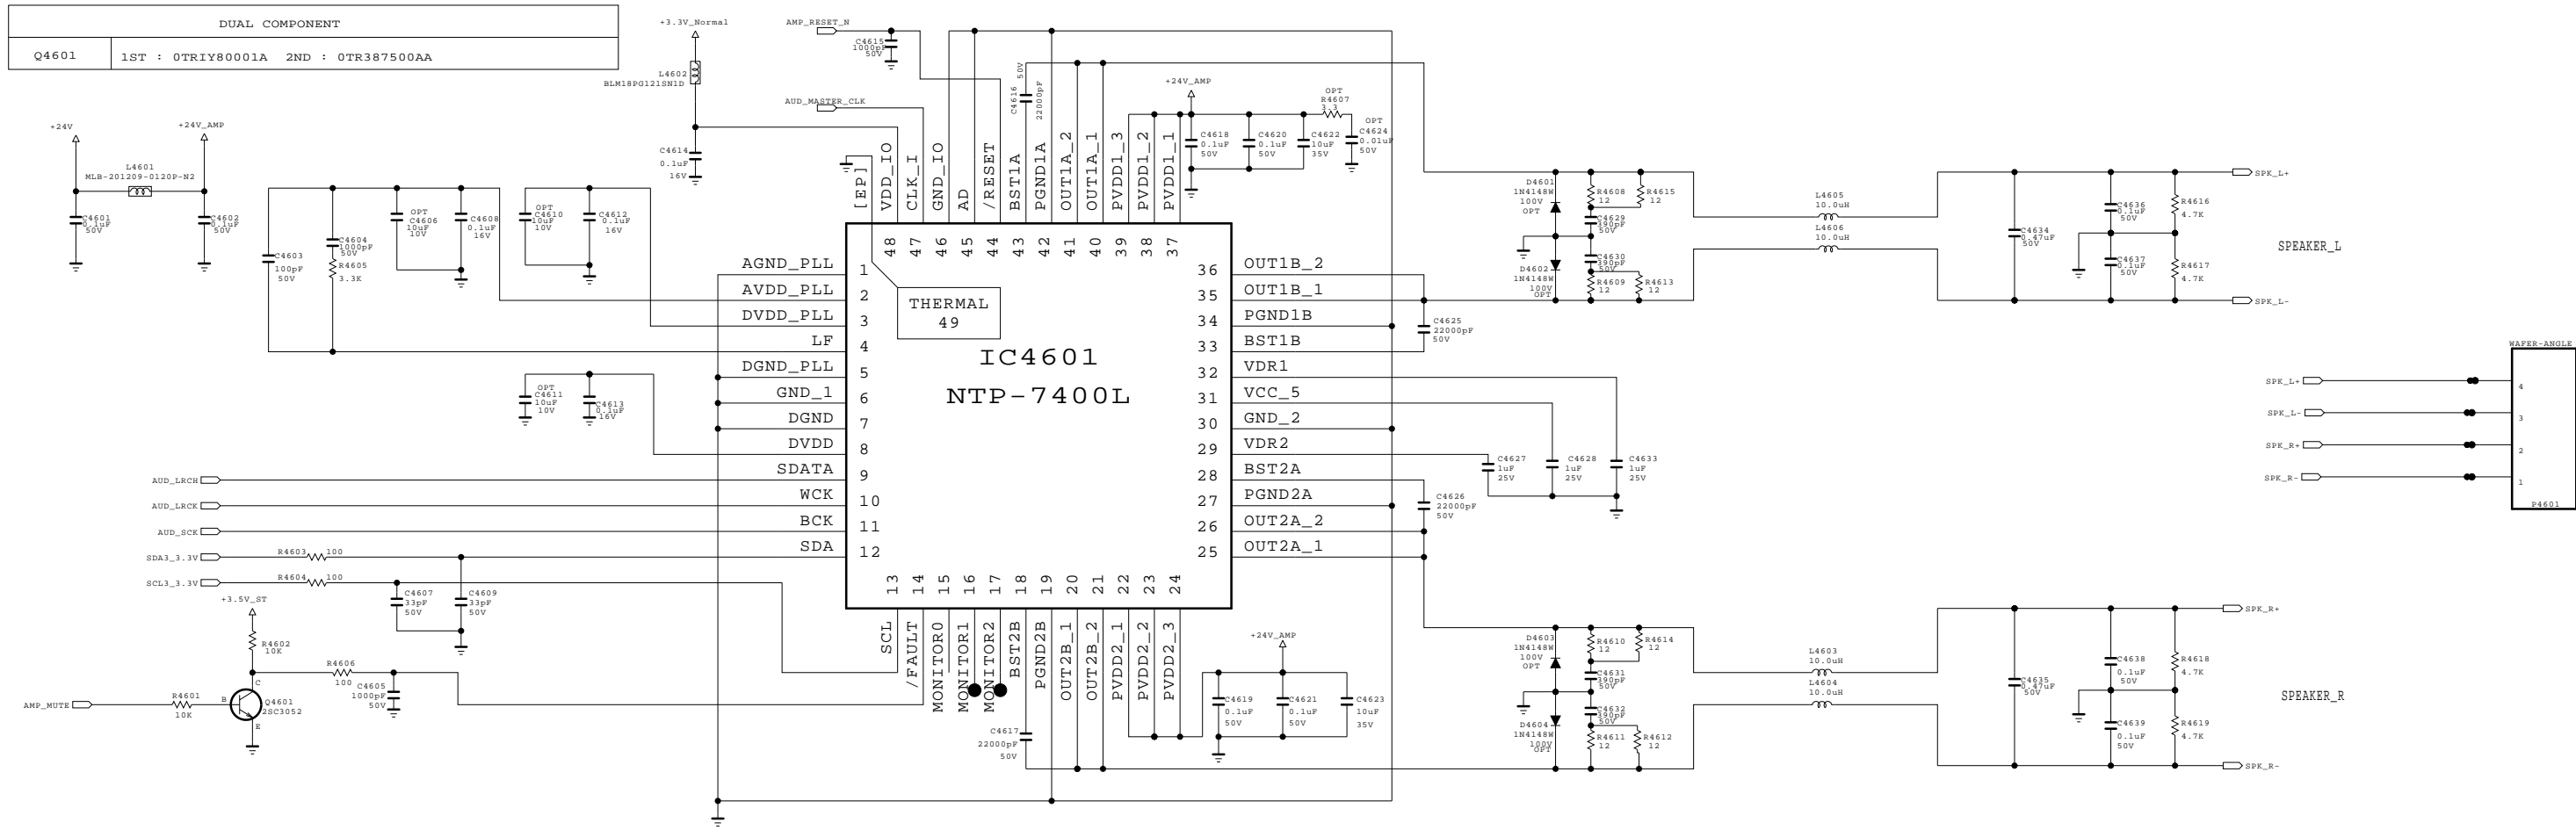 DUAL COMPONENT
Q4601 1ST : 0TRIY80001A 2ND : 0TR387500AA
+24V
+24V_AMP
L4601
MLB-201209-0120P-N2
C4601
0.1uF
50V
C4602
0.1uF
50V
C4603
100pF
50V
C4604
1000pF
50V
R4605
3.3K
OPT
C4606
10uF
10V
C4608
0.1uF
16V
OPT
C4610
10uF
10V
C4612
0.1uF
16V
OPT
C4611
10uF
10V
C4613
0.1uF
16V
+3.3V_Normal
L4602
BLM18PG121SN1D
C4614
0.1uF
16V
AMP_RESET_N
C4615
1000pF
50V
AUD_MASTER_CLK
C4616
22000pF
50V
+24V_AMP
C4618
0.1uF
50V
C4620
0.1uF
50V
C4622
10uF
35V
OPT
R4607
3.3
OPT
C4624
0.01uF
50V
[EP]
VDD_IO
CLK_I
GND_IO
AD
/RESET
BST1A
PGND1A
OUT1A_2
OUT1A_1
PVDD1_3
PVDD1_2
PVDD1_1
48 47 46 45 44 43 42 41 40 39 38 37
AGND_PLL 1
AVDD_PLL 2
DVDD_PLL 3
LF 4
DGND_PLL 5
GND_1 6
DGND 7
DVDD 8
SDATA 9
WCK 10
BCK 11
SDA 12
THERMAL
49
IC4601
NTP-7400L
36 OUT1B_2
35 OUT1B_1
34 PGND1B
33 BST1B
32 VDR1
31 VCC_5
30 GND_2
29 VDR2
28 BST2A
27 PGND2A
26 OUT2A_2
25 OUT2A_1
13 14 15 16 17 18 19 20 21 22 23 24
SCL
/FAULT
MONITOR0
MONITOR1
MONITOR2
BST2B
PGND2B
OUT2B_1
OUT2B_2
PVDD2_1
PVDD2_2
PVDD2_3
AUD_LRCH
AUD_LRCK
AUD_SCK
SDA3_3.3V
R4603 100
SCL3_3.3V
R4604 100
C4607
33pF
50V
C4609
33pF
50V
+3.5V_ST
R4602
10K
R4606
100
C4605
1000pF
50V
AMP_MUTE
R4601
10K
B
C
E
Q4601
2SC3052
C4617
22000pF
50V
+24V_AMP
C4619
0.1uF
50V
C4621
0.1uF
50V
C4623
10uF
35V
C4625
22000pF
50V
C4626
22000pF
50V
C4627
1uF
25V
C4628
1uF
25V
C4633
1uF
25V
D4601
1N4148W
100V
OPT
R4608
12
R4615
12
C4629
390pF
50V
C4630
390pF
50V
D4602
1N4148W
100V
OPT
R4609
12
R4613
12
L4605
10.0uH
L4606
10.0uH
C4634
0.47uF
50V
C4636
0.1uF
50V
C4637
0.1uF
50V
R4616
4.7K
R4617
4.7K
SPK_L+
SPK_L-
SPEAKER_L
D4603
1N4148W
100V
OPT
R4610
12
R4614
12
C4631
390pF
50V
C4632
390pF
50V
D4604
1N4148W
100V
OPT
R4611
12
R4612
12
L4603
10.0uH
L4604
10.0uH
C4635
0.47uF
50V
C4638
0.1uF
50V
C4639
0.1uF
50V
R4618
4.7K
R4619
4.7K
SPK_R+
SPK_R-
SPEAKER_R
WAFER-ANGLE
SPK_L+ 4
SPK_L- 3
SPK_R+ 2
SPK_R- 1
P4601